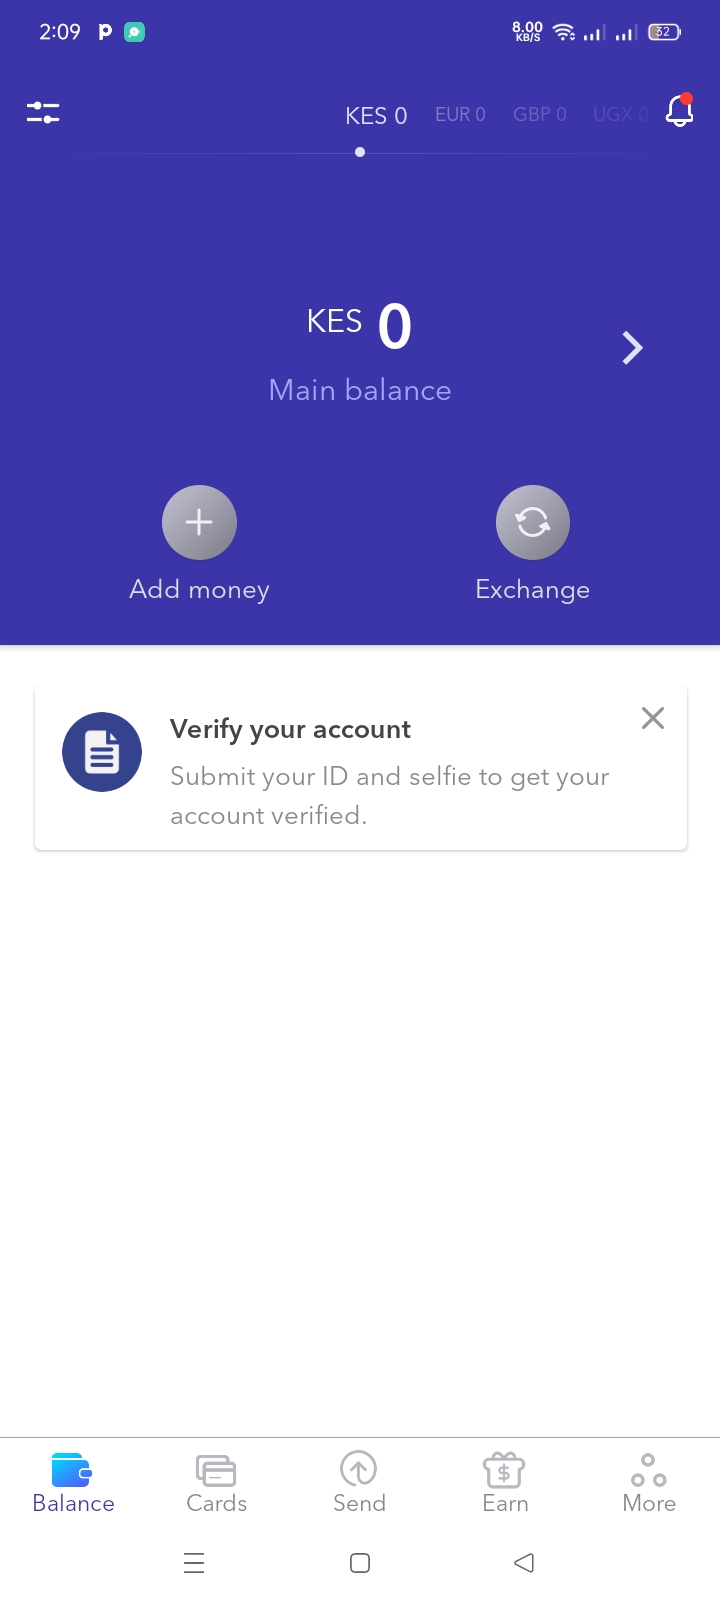 2:09
8.00
KB/S
32
KES 0 EUR 0 GBP 0 UGX 0
KES 0
Main balance
Add money Exchange
Verify your account
Submit your ID and selfie to get your
account verified.
Balance Cards Send Earn More